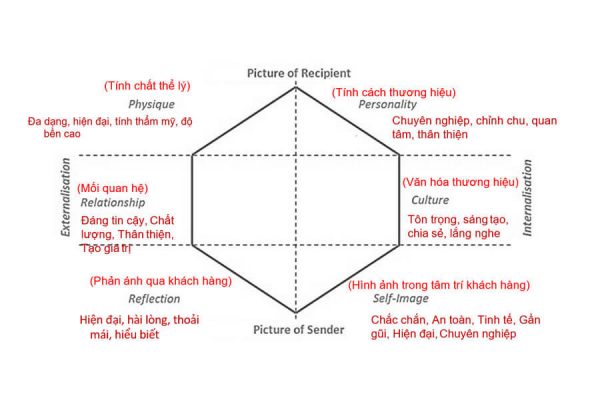 Picture of Recipient
(Tính chất thể lý)
Physique
Đa dạng, hiện đại, tính thẩm mỹ, độ
bền cao
(Tính cách thương hiệu)
Personality
Chuyên nghiệp, chỉnh chu, quan
tâm, thân thiện
Externalisation
(Mối quan hệ)
Relationship
Đáng tin cậy, Chất
lượng, Thân thiện,
Tạo giá trị
(Văn hóa thương hiệu)
Culture
Tôn trọng, sáng tạo,
chia sẻ, lắng nghe
Internalisation
(Phản ánh qua khách hàng)
Reflection
Hiện đại, hài lòng, thoải
mái, hiểu biết
(Hình ảnh trong tâm trí khách hàng)
Self-Image
Chắc chắn, An toàn, Tinh tế, Gần
gũi, Hiện đại, Chuyên nghiệp
Picture of Sender